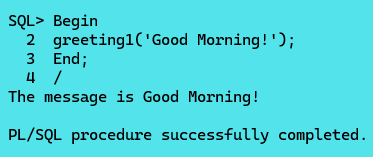 SQL> Begin
  2  greeting1('Good Morning!');
  3  End;
  4  /
The message is Good Morning!

PL/SQL procedure successfully completed.